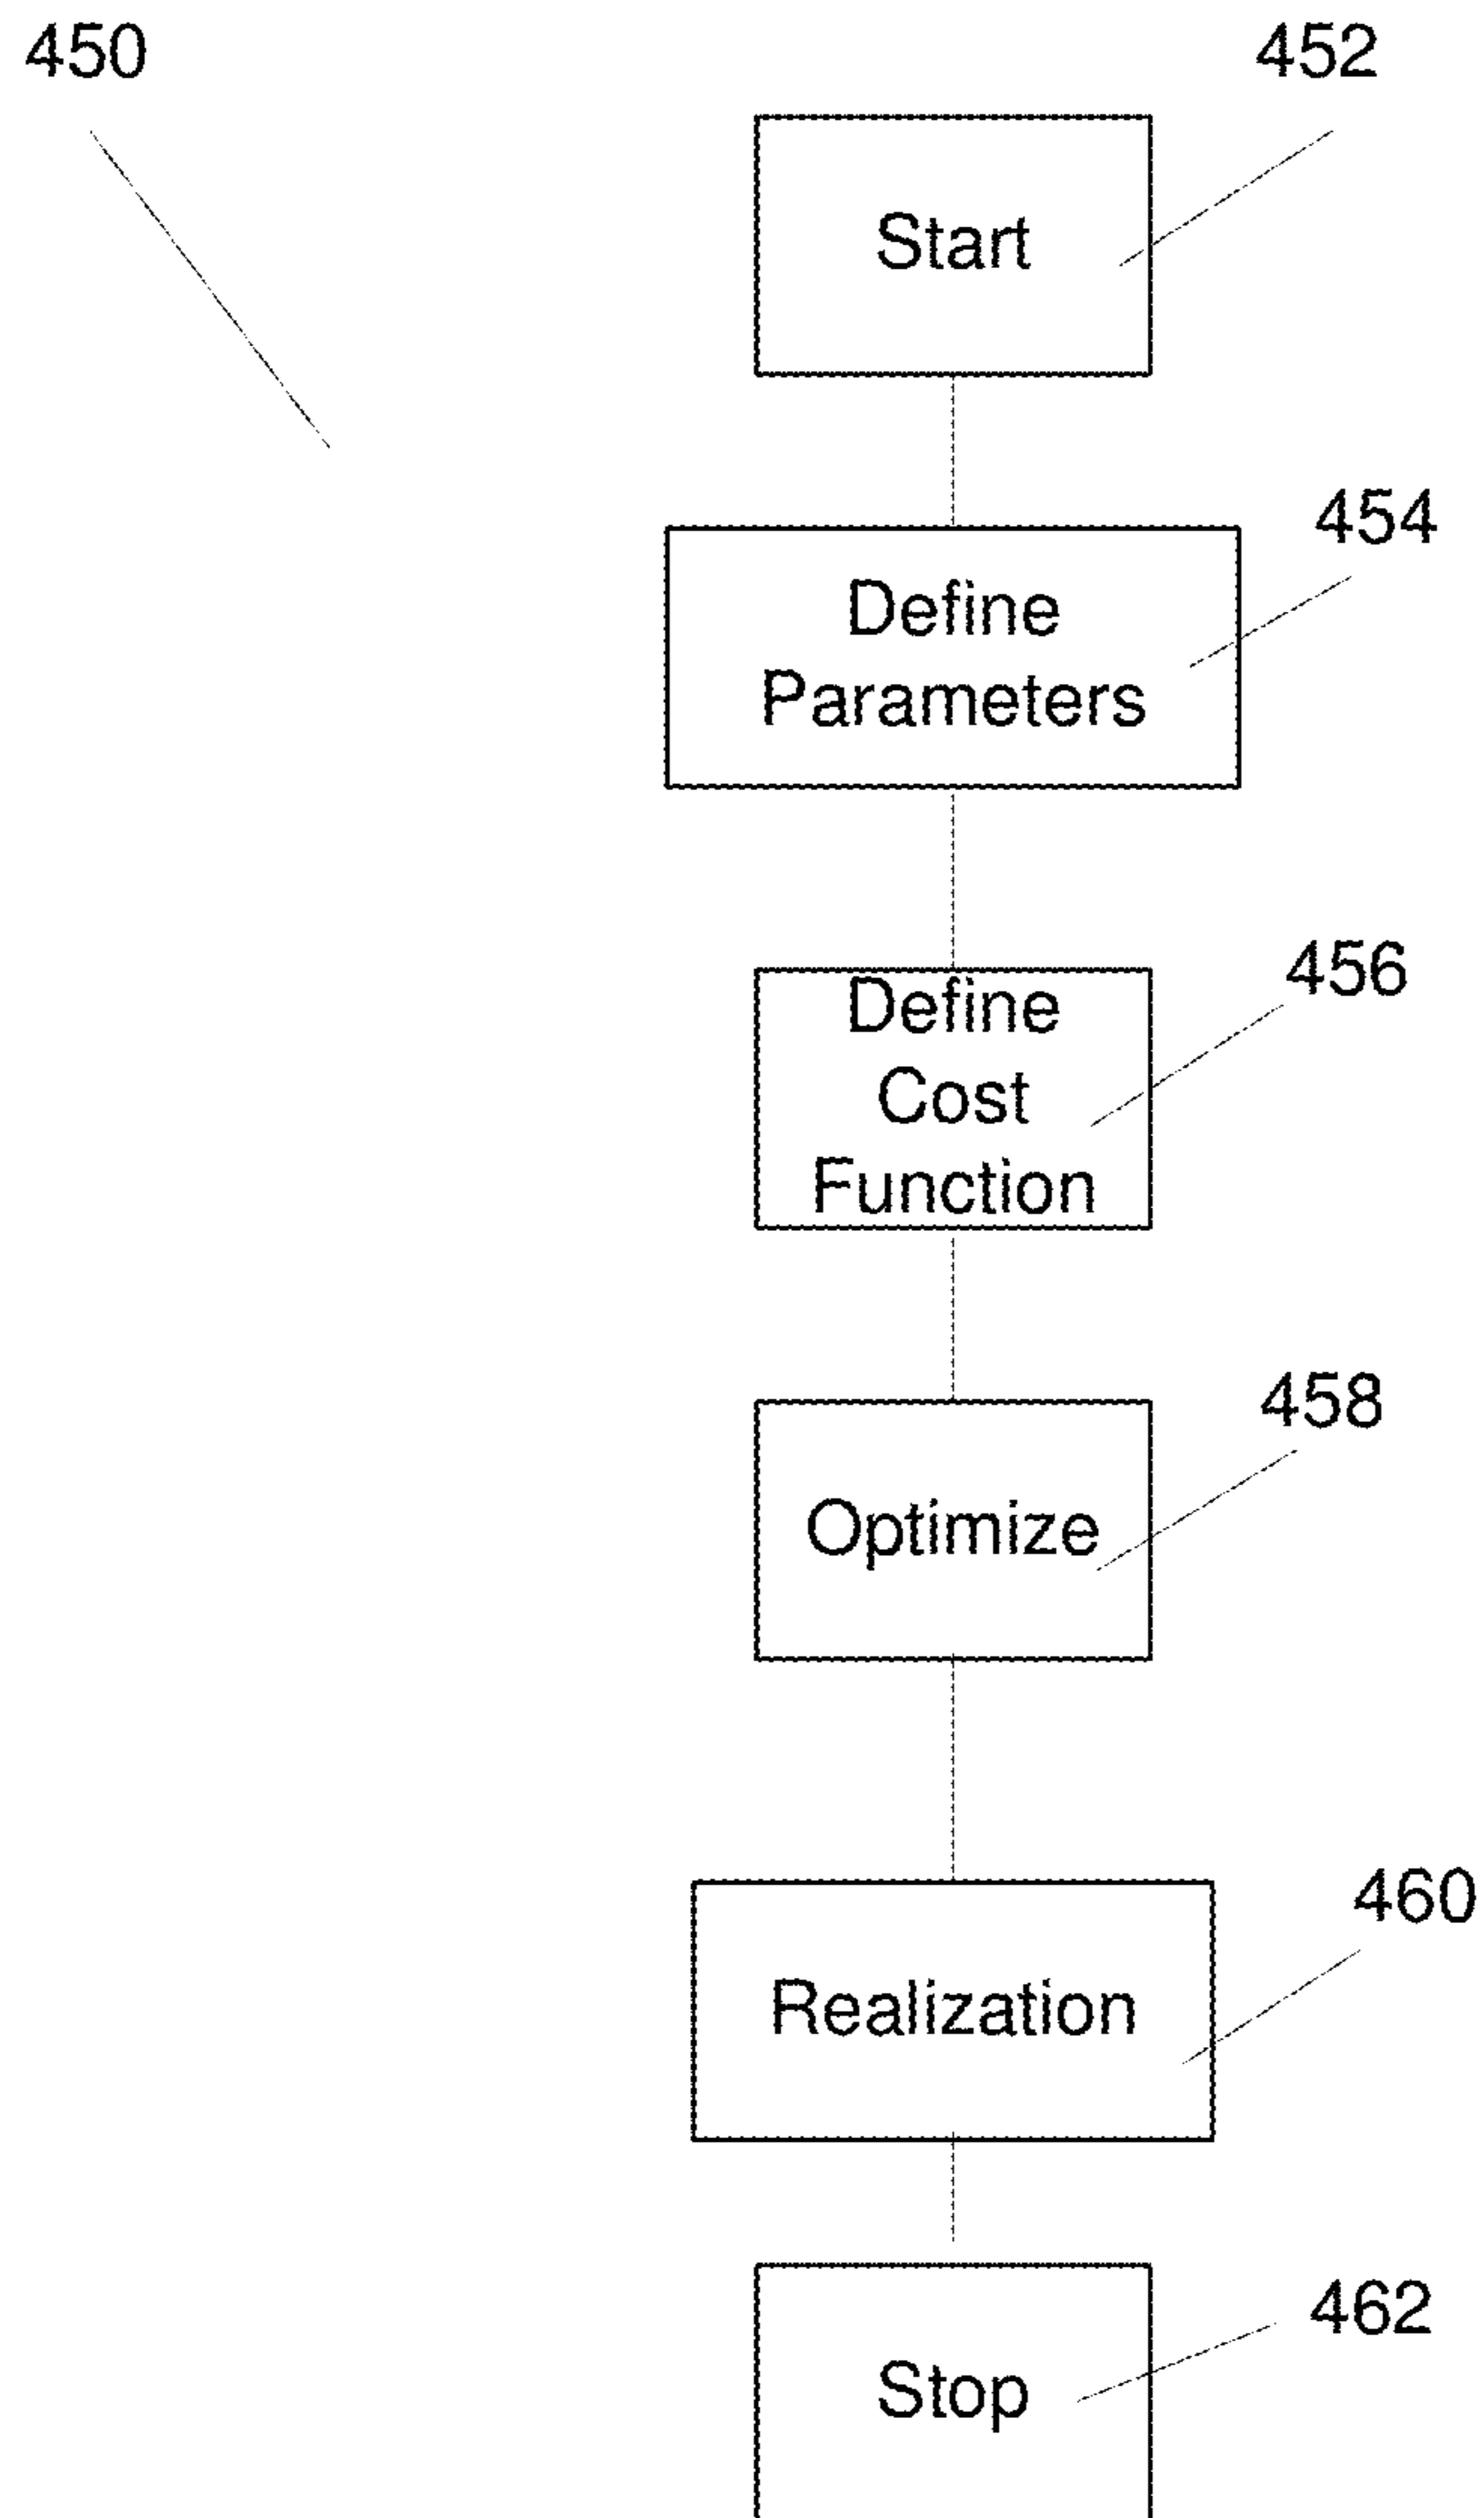 450
452
Start
454
Define
Parameters
456
Define
Cost
Function
458
Optimize
460
Realization
462
Stop